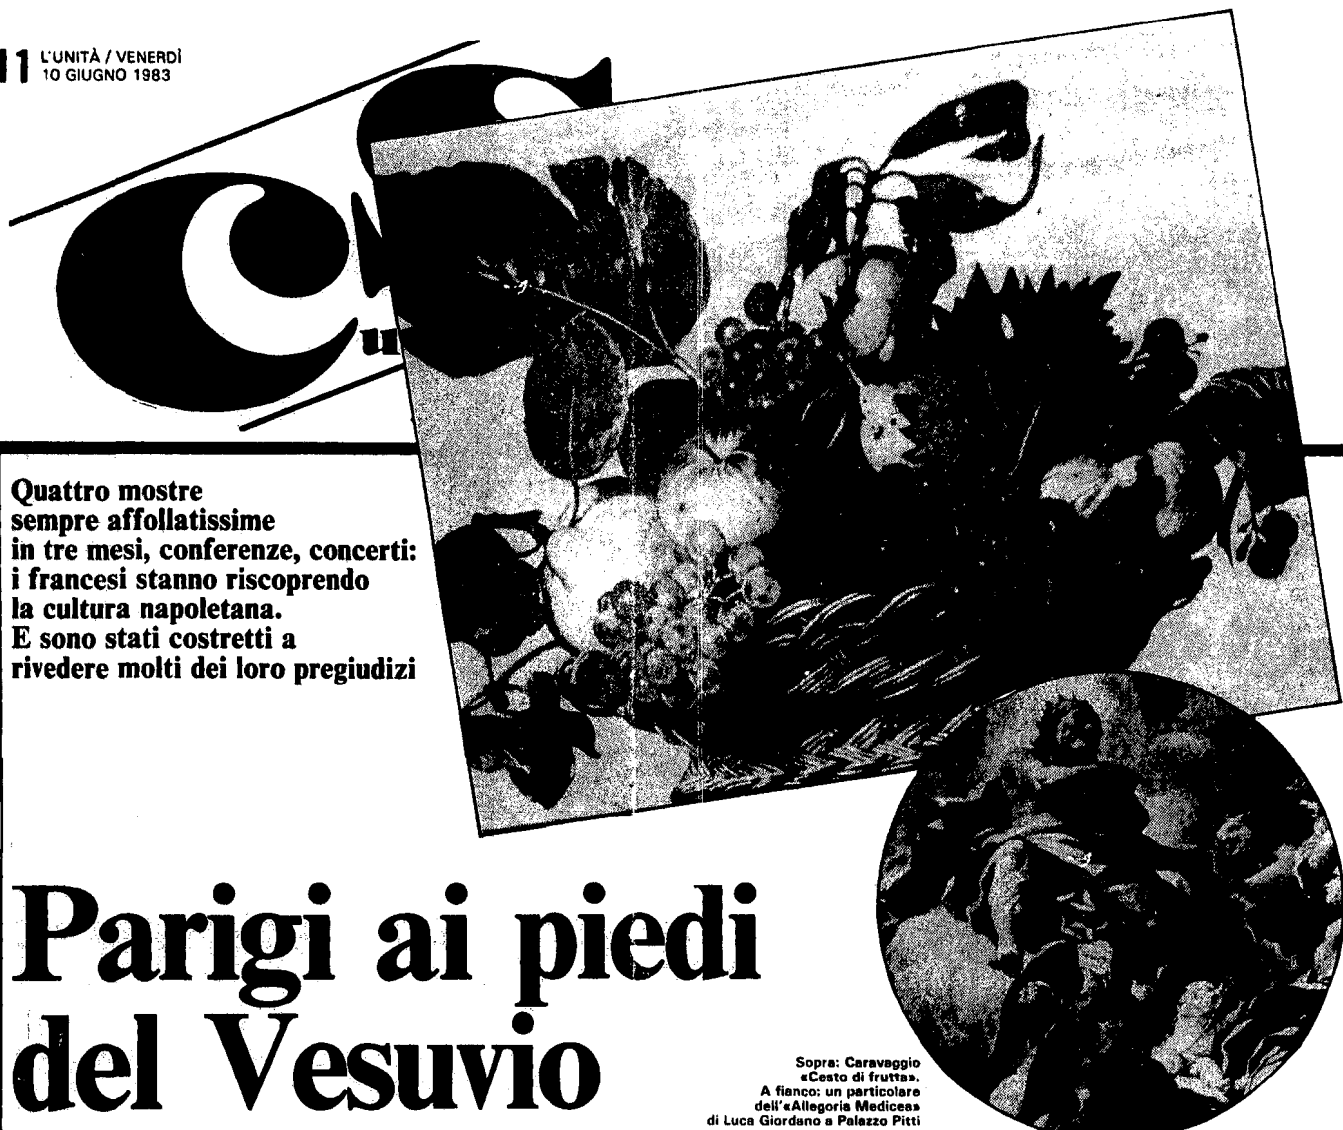 11 L'UNITÀ / VENERDÌ
10 GIUGNO 1983
Quattro mostre
sempre affollatissime
in tre mesi, conferenze, concerti:
i francesi stanno riscoprendo
la cultura napoletana.
E sono stati costretti a
rivedere molti dei loro pregiudizi
Parigi ai piedi
del Vesuvio
Sopra: Caravaggio
«Cesto di frutta».
A fianco: un particolare
dell'«Allegoria Medicea»
di Luca Giordano a Palazzo Pitti